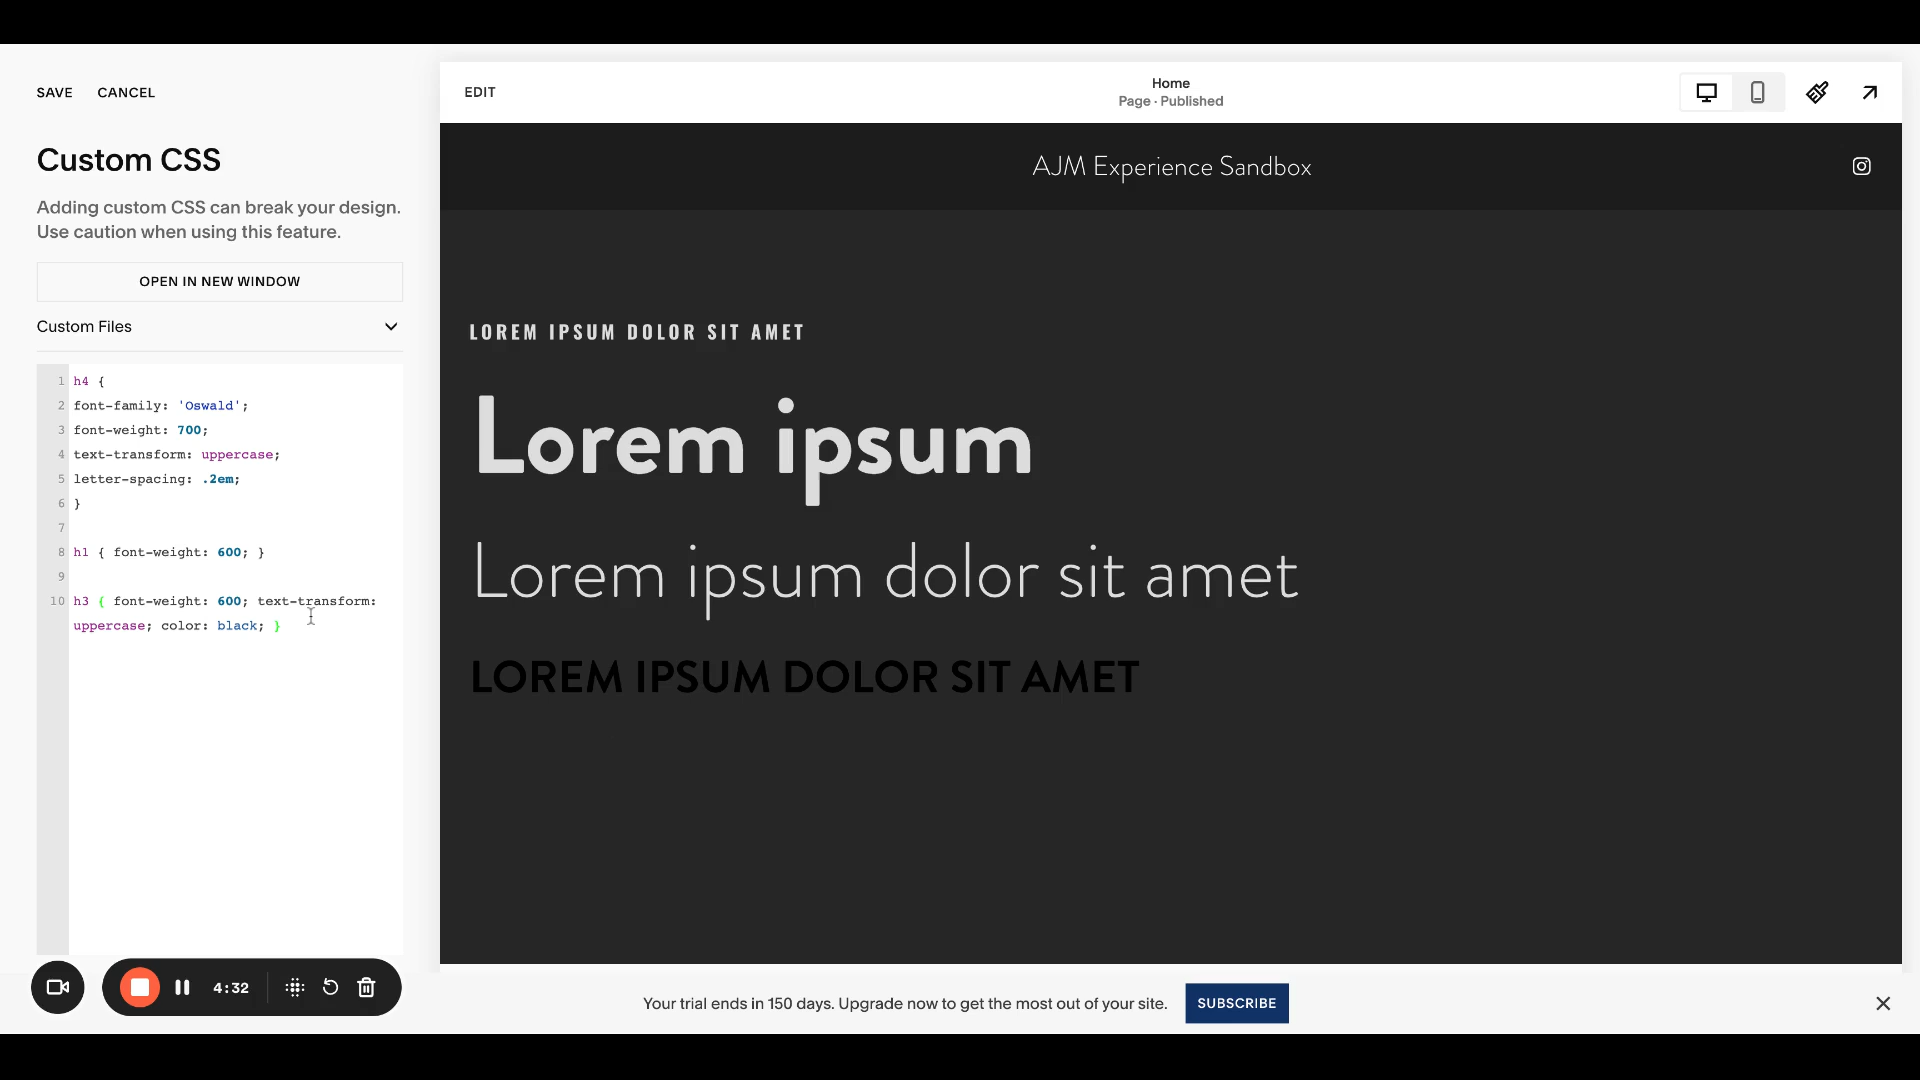 SAVE CANCEL
Custom CSS
Adding custom CSS can break your design.
Use caution when using this feature.
OPEN IN NEW WINDOW
Custom Files
1 h4 {
2 font-family: 'Oswald';
3 font-weight: 700;
4 text-transform: uppercase;
5 letter-spacing: .2em;
6 }
7
8 h1 { font-weight: 600; }
9
10 h3 { font-weight: 600; text-transform:
uppercase; color: black; }
4:32
EDIT
Home
Page · Published
AJM Experience Sandbox
LOREM IPSUM DOLOR SIT AMET
Lorem ipsum
Lorem ipsum dolor sit amet
LOREM IPSUM DOLOR SIT AMET
Your trial ends in 150 days. Upgrade now to get the most out of your site. SUBSCRIBE